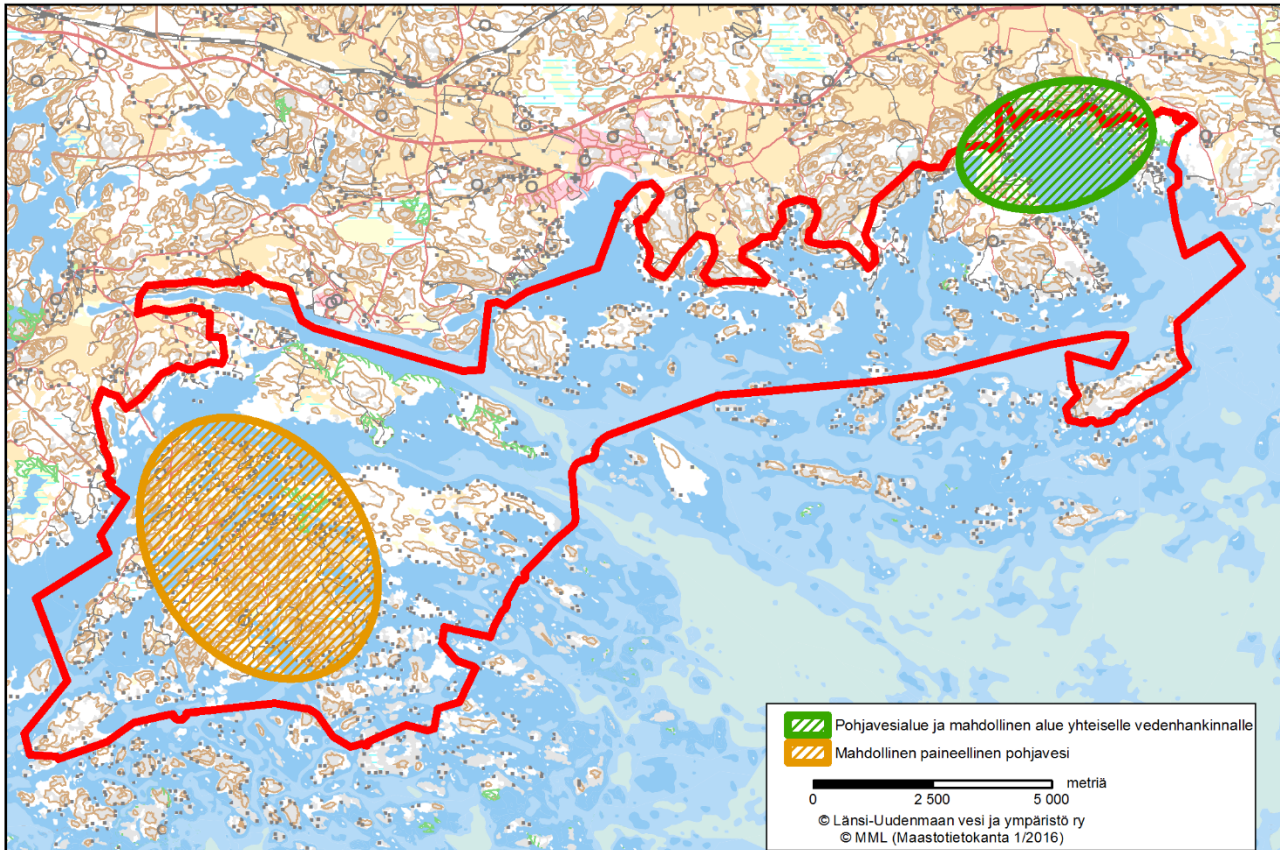 Pohjavesialue ja mahdollinen alue yhteiselle vedenhankinnalle
Mahdollinen paineellinen pohjavesi
metriä
0 2 500 5 000
© Länsi-Uudenmaan vesi ja ympäristö ry
© MML (Maastotietokanta 1/2016)